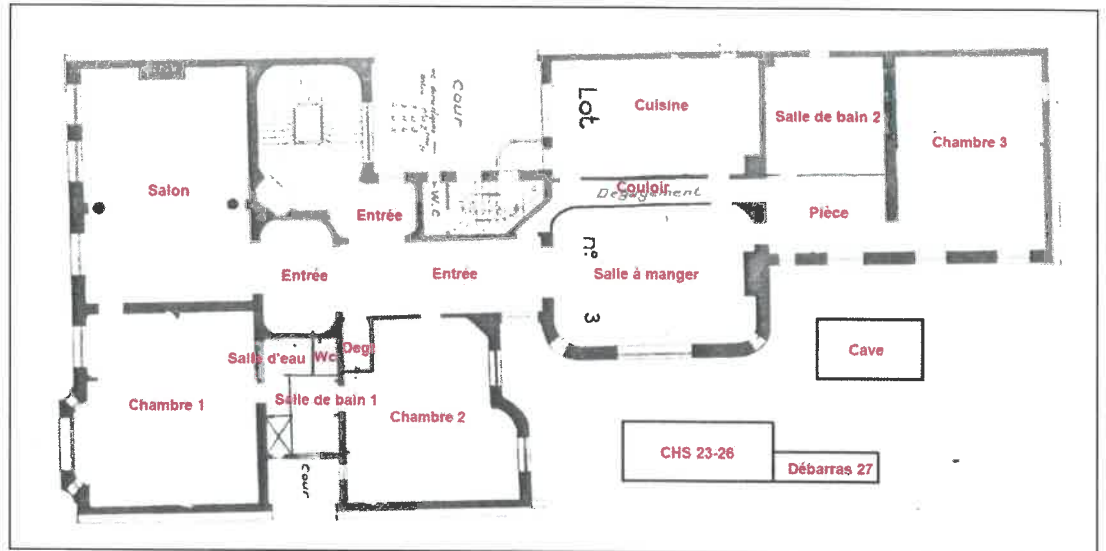 Salon
Cour
Lot
Cuisine
Salle de bain 2
Chambre 3
Couloir
Dégagement
W.C
Entrée
Pièce
Entrée
Entrée
n° 3
Salle à manger
Salle d'eau
Wc
Degt
Cave
Chambre 1
Salle de bain 1
Chambre 2
Cour
CHS 23-26
Débarras 27